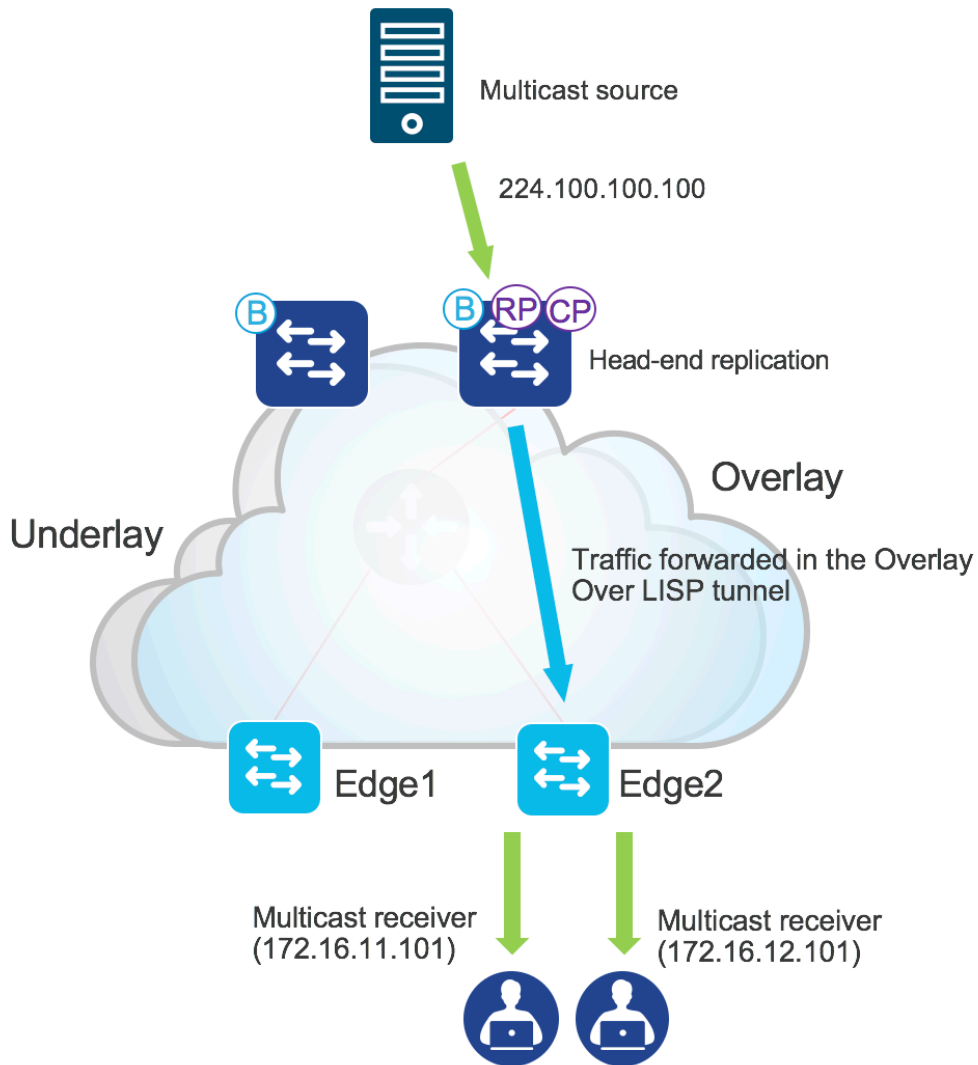 Multicast source
224.100.100.100
B
B
RP
CP
Head-end replication
Overlay
Underlay
Traffic forwarded in the Overlay
Over LISP tunnel
Edge1
Edge2
Multicast receiver
(172.16.11.101)
Multicast receiver
(172.16.12.101)